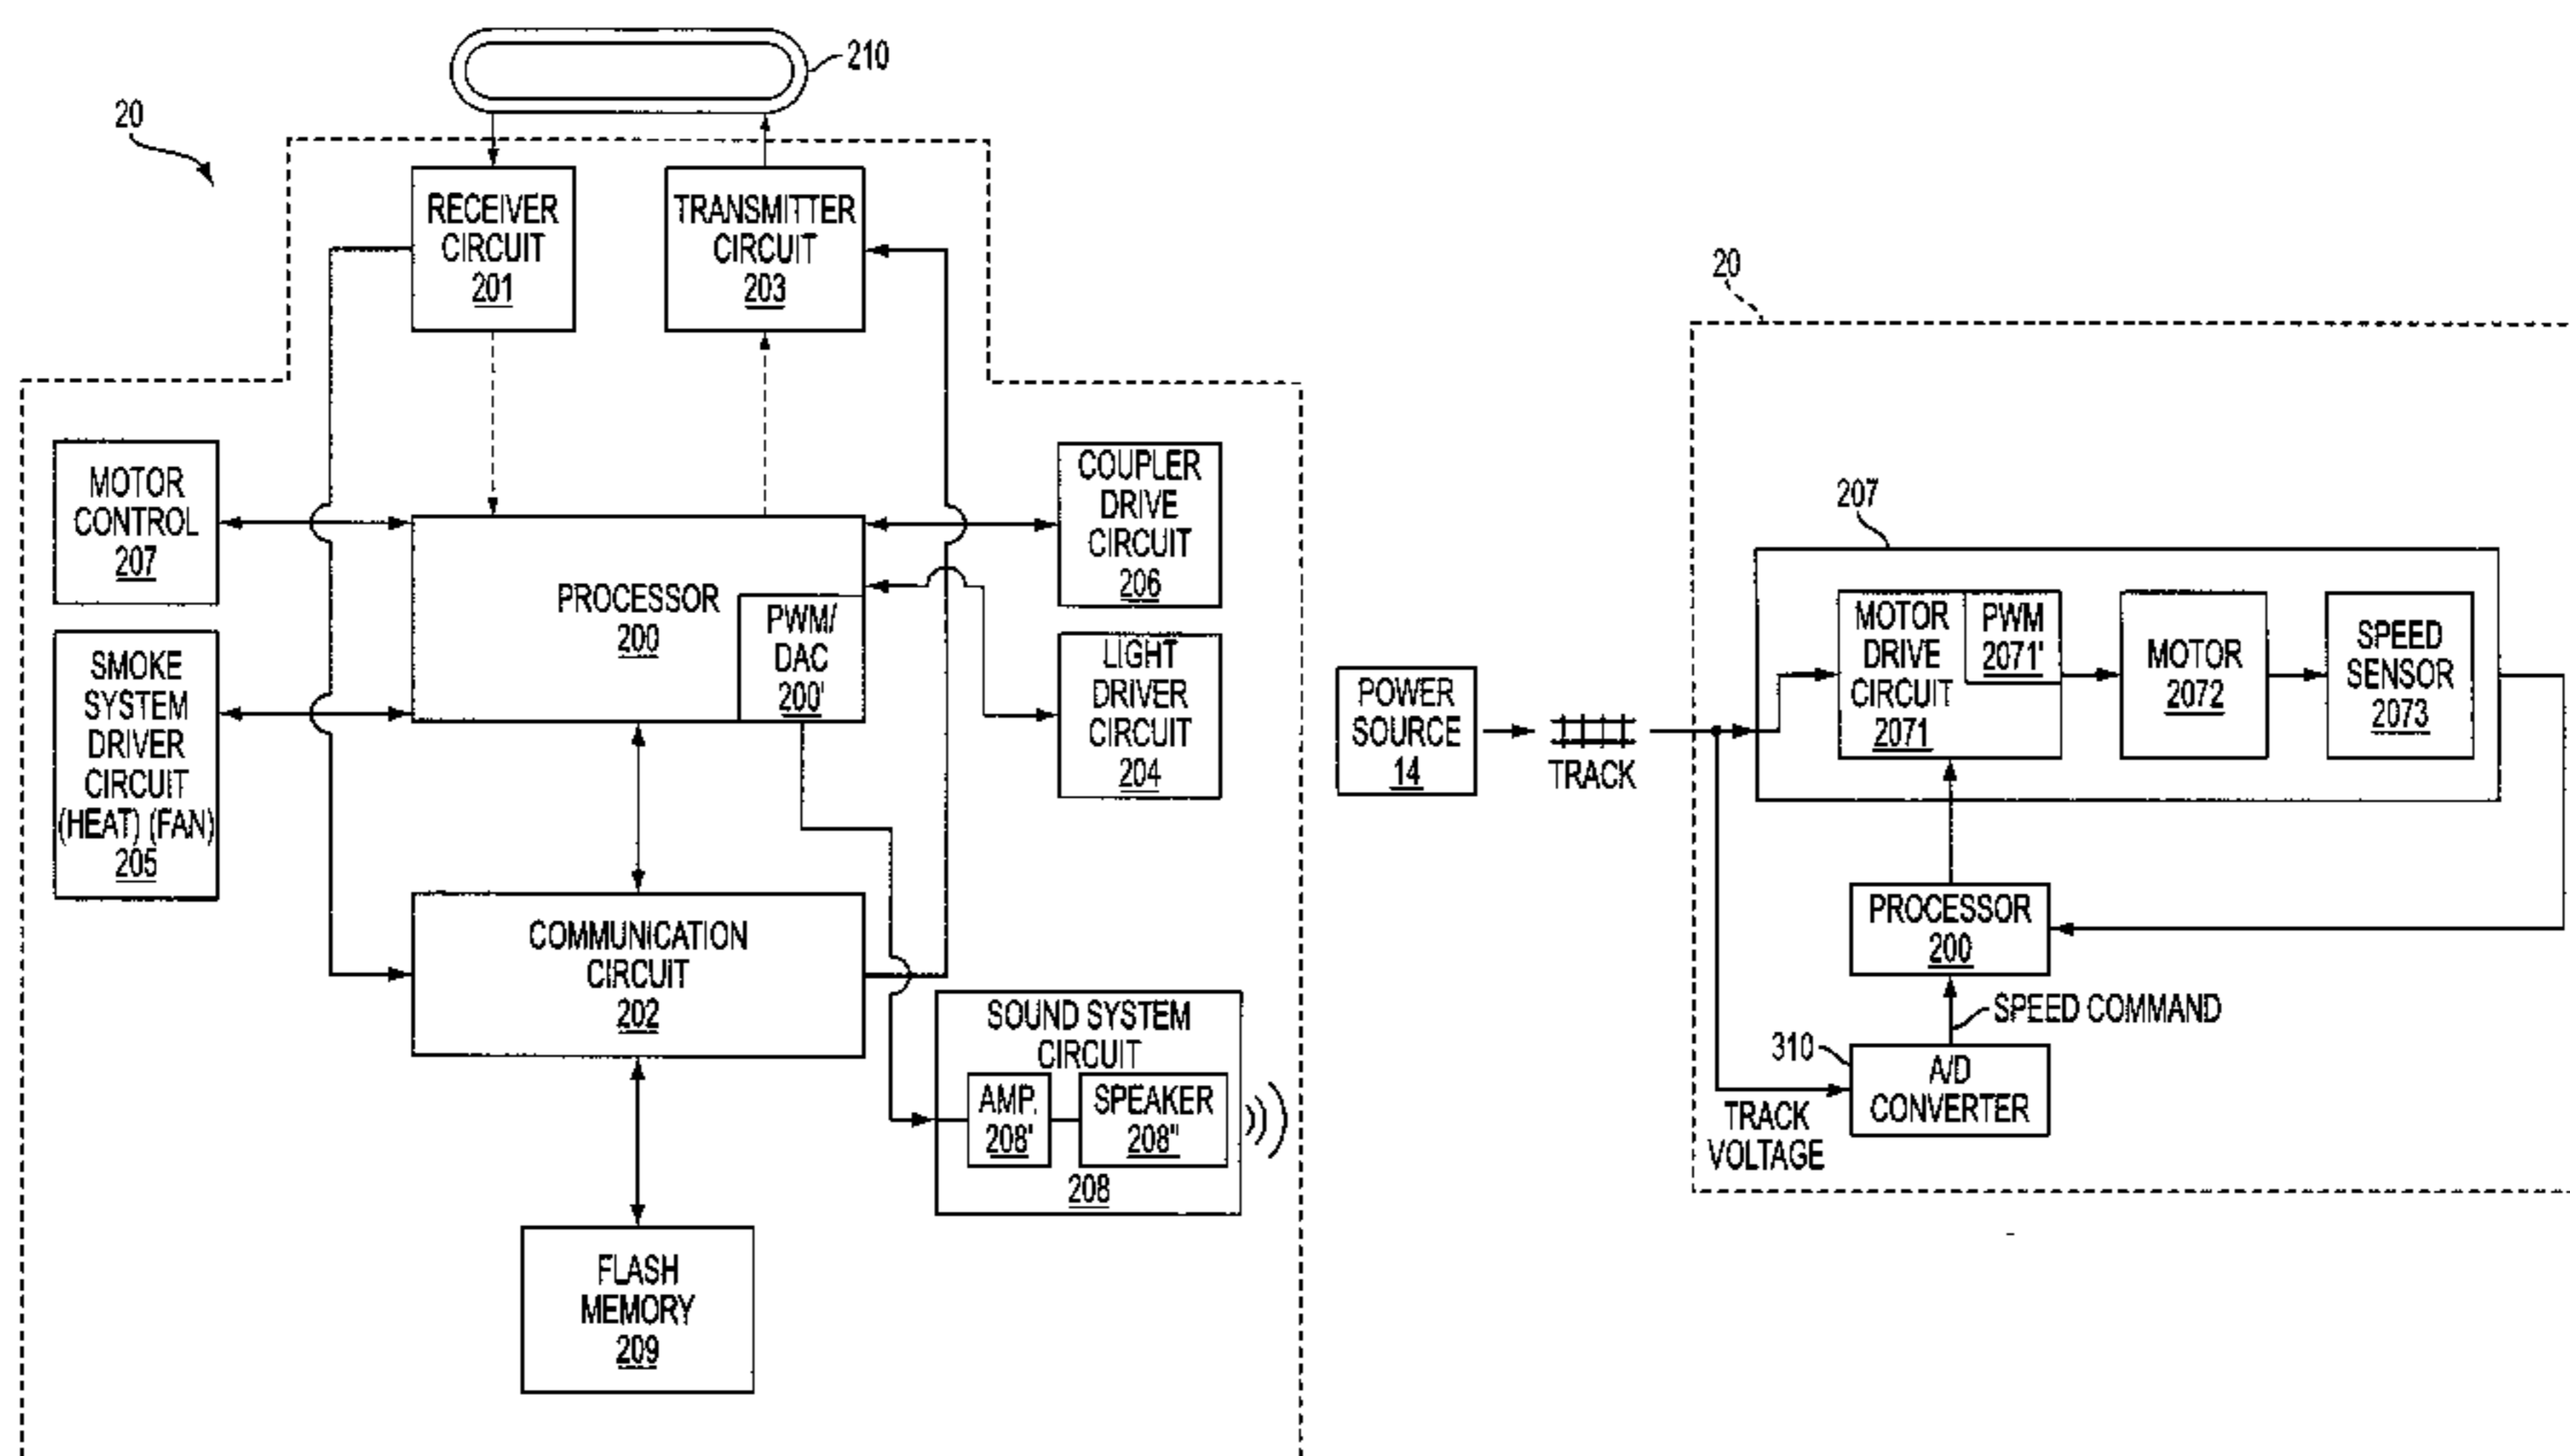 210
20
RECEIVER
CIRCUIT
201
TRANSMITTER
CIRCUIT
203
MOTOR
CONTROL
207
COUPLER
DRIVE
CIRCUIT
206
PROCESSOR
200
PWM/
DAC
200'
SMOKE
SYSTEM
DRIVER
CIRCUIT
(HEAT) (FAN)
205
LIGHT
DRIVER
CIRCUIT
204
COMMUNICATION
CIRCUIT
202
SOUND SYSTEM
CIRCUIT
AMP.
208'
SPEAKER
208"
208
FLASH
MEMORY
209
20
207
MOTOR
DRIVE
CIRCUIT
2071
PWM
2071'
MOTOR
2072
SPEED
SENSOR
2073
POWER
SOURCE
14
TRACK
PROCESSOR
200
SPEED COMMAND
310
A/D
CONVERTER
TRACK
VOLTAGE